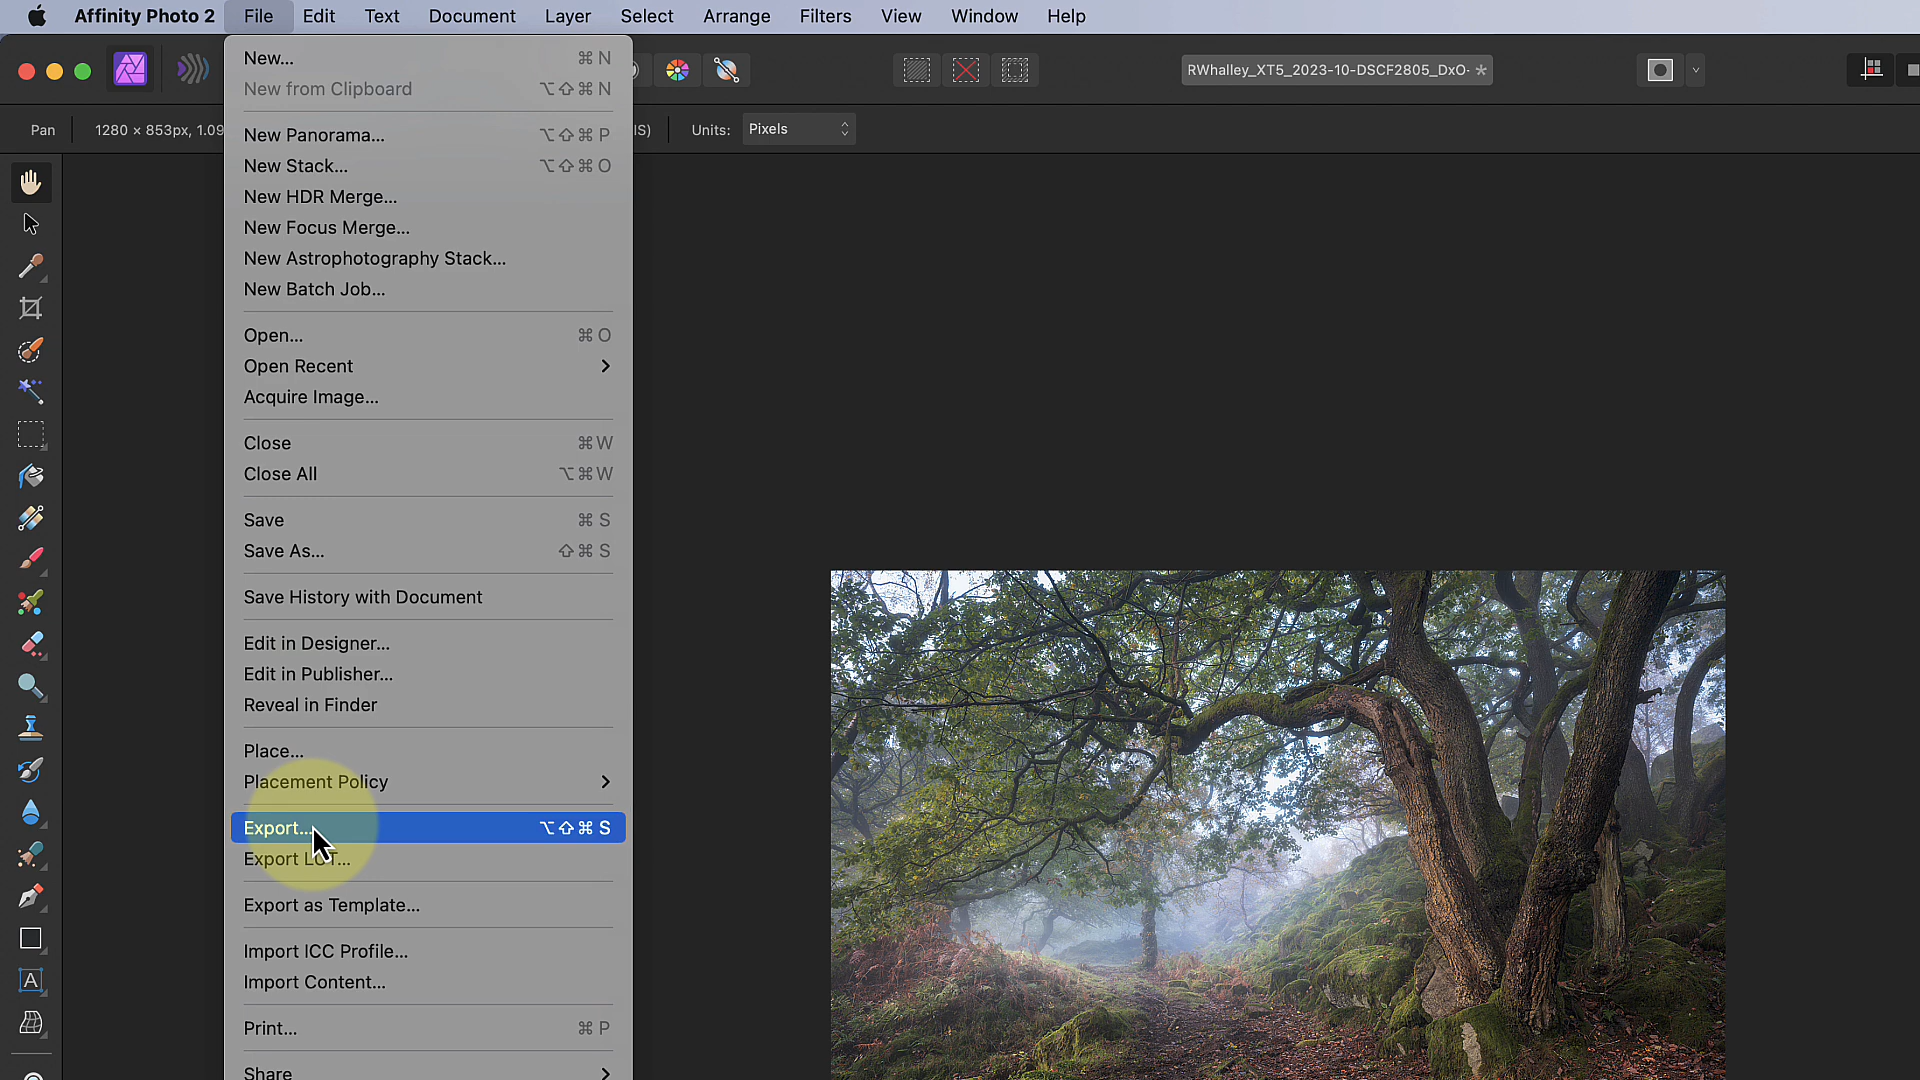 Affinity Photo 2 File Edit Text Document Layer Select Arrange Filters View Window Help
RWhalley_XT5_2023-10-DSCF2805_DxO- *
Pan 1280 × 853px, 1.09 IS) Units: Pixels
New... ⌘ N
New from Clipboard ⌥⇧⌘ N
New Panorama... ⌥⇧⌘ P
New Stack... ⌥⇧⌘ O
New HDR Merge...
New Focus Merge...
New Astrophotography Stack...
New Batch Job...
Open... ⌘ O
Open Recent
Acquire Image...
Close ⌘ W
Close All ⌥⌘ W
Save ⌘ S
Save As... ⇧⌘ S
Save History with Document
Edit in Designer...
Edit in Publisher...
Reveal in Finder
Place...
Placement Policy
Export... ⌥⇧⌘ S
Export LUT...
Export as Template...
Import ICC Profile...
Import Content...
Print... ⌘ P
Share
A